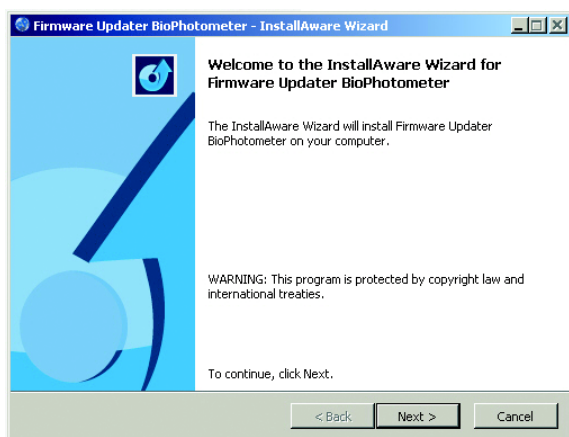 Firmware Updater BioPhotometer - InstallAware Wizard
Welcome to the InstallAware Wizard for
Firmware Updater BioPhotometer
The InstallAware Wizard will install Firmware Updater
BioPhotometer on your computer.
WARNING: This program is protected by copyright law and
international treaties.
To continue, click Next.
< Back
Next >
Cancel